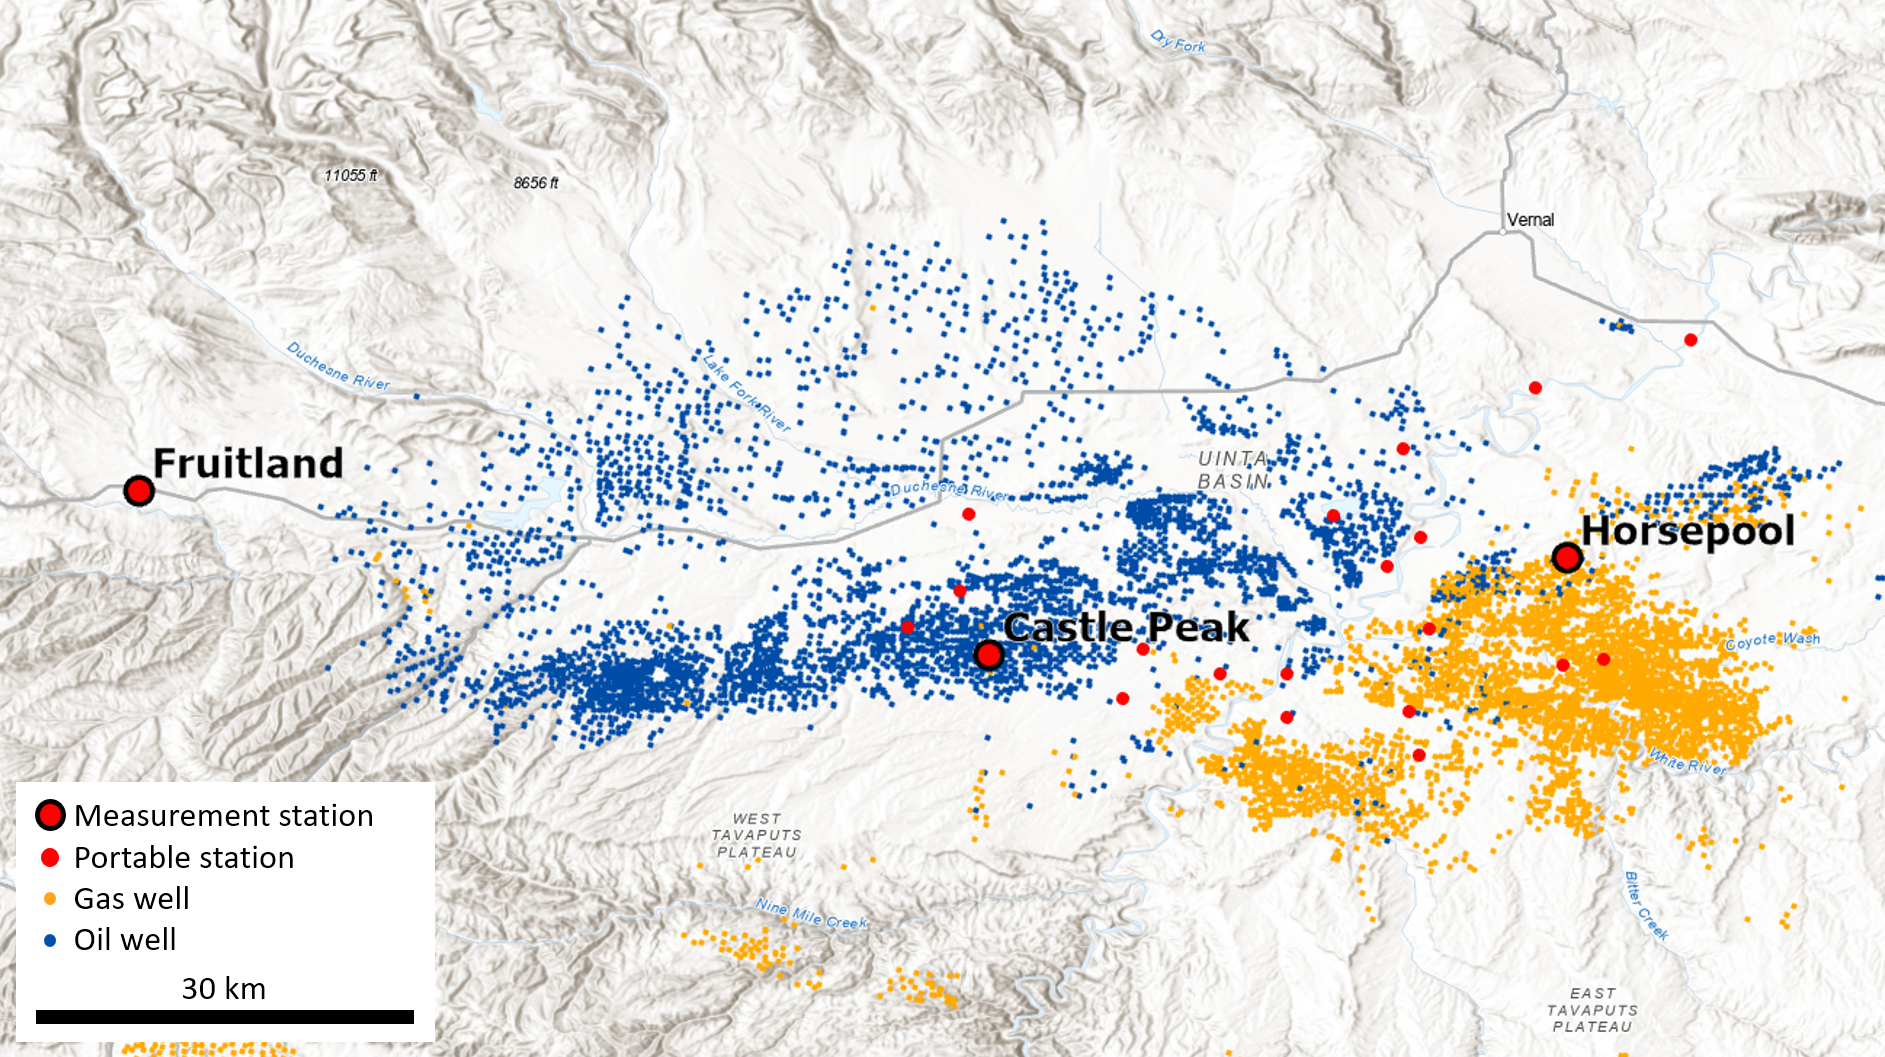 Dry Fork
11055 ft
8656 ft
Vernal
Duchesne River
Lake Fork River
Fruitland
UINTA
BASIN
Duchesne River
Horsepool
Castle Peak
Coyote Wash
White River
WEST
TAVAPUTS
PLATEAU
Nine Mile Creek
Bitter Creek
EAST
TAVAPUTS
PLATEAU
Measurement station
Portable station
Gas well
Oil well
30 km